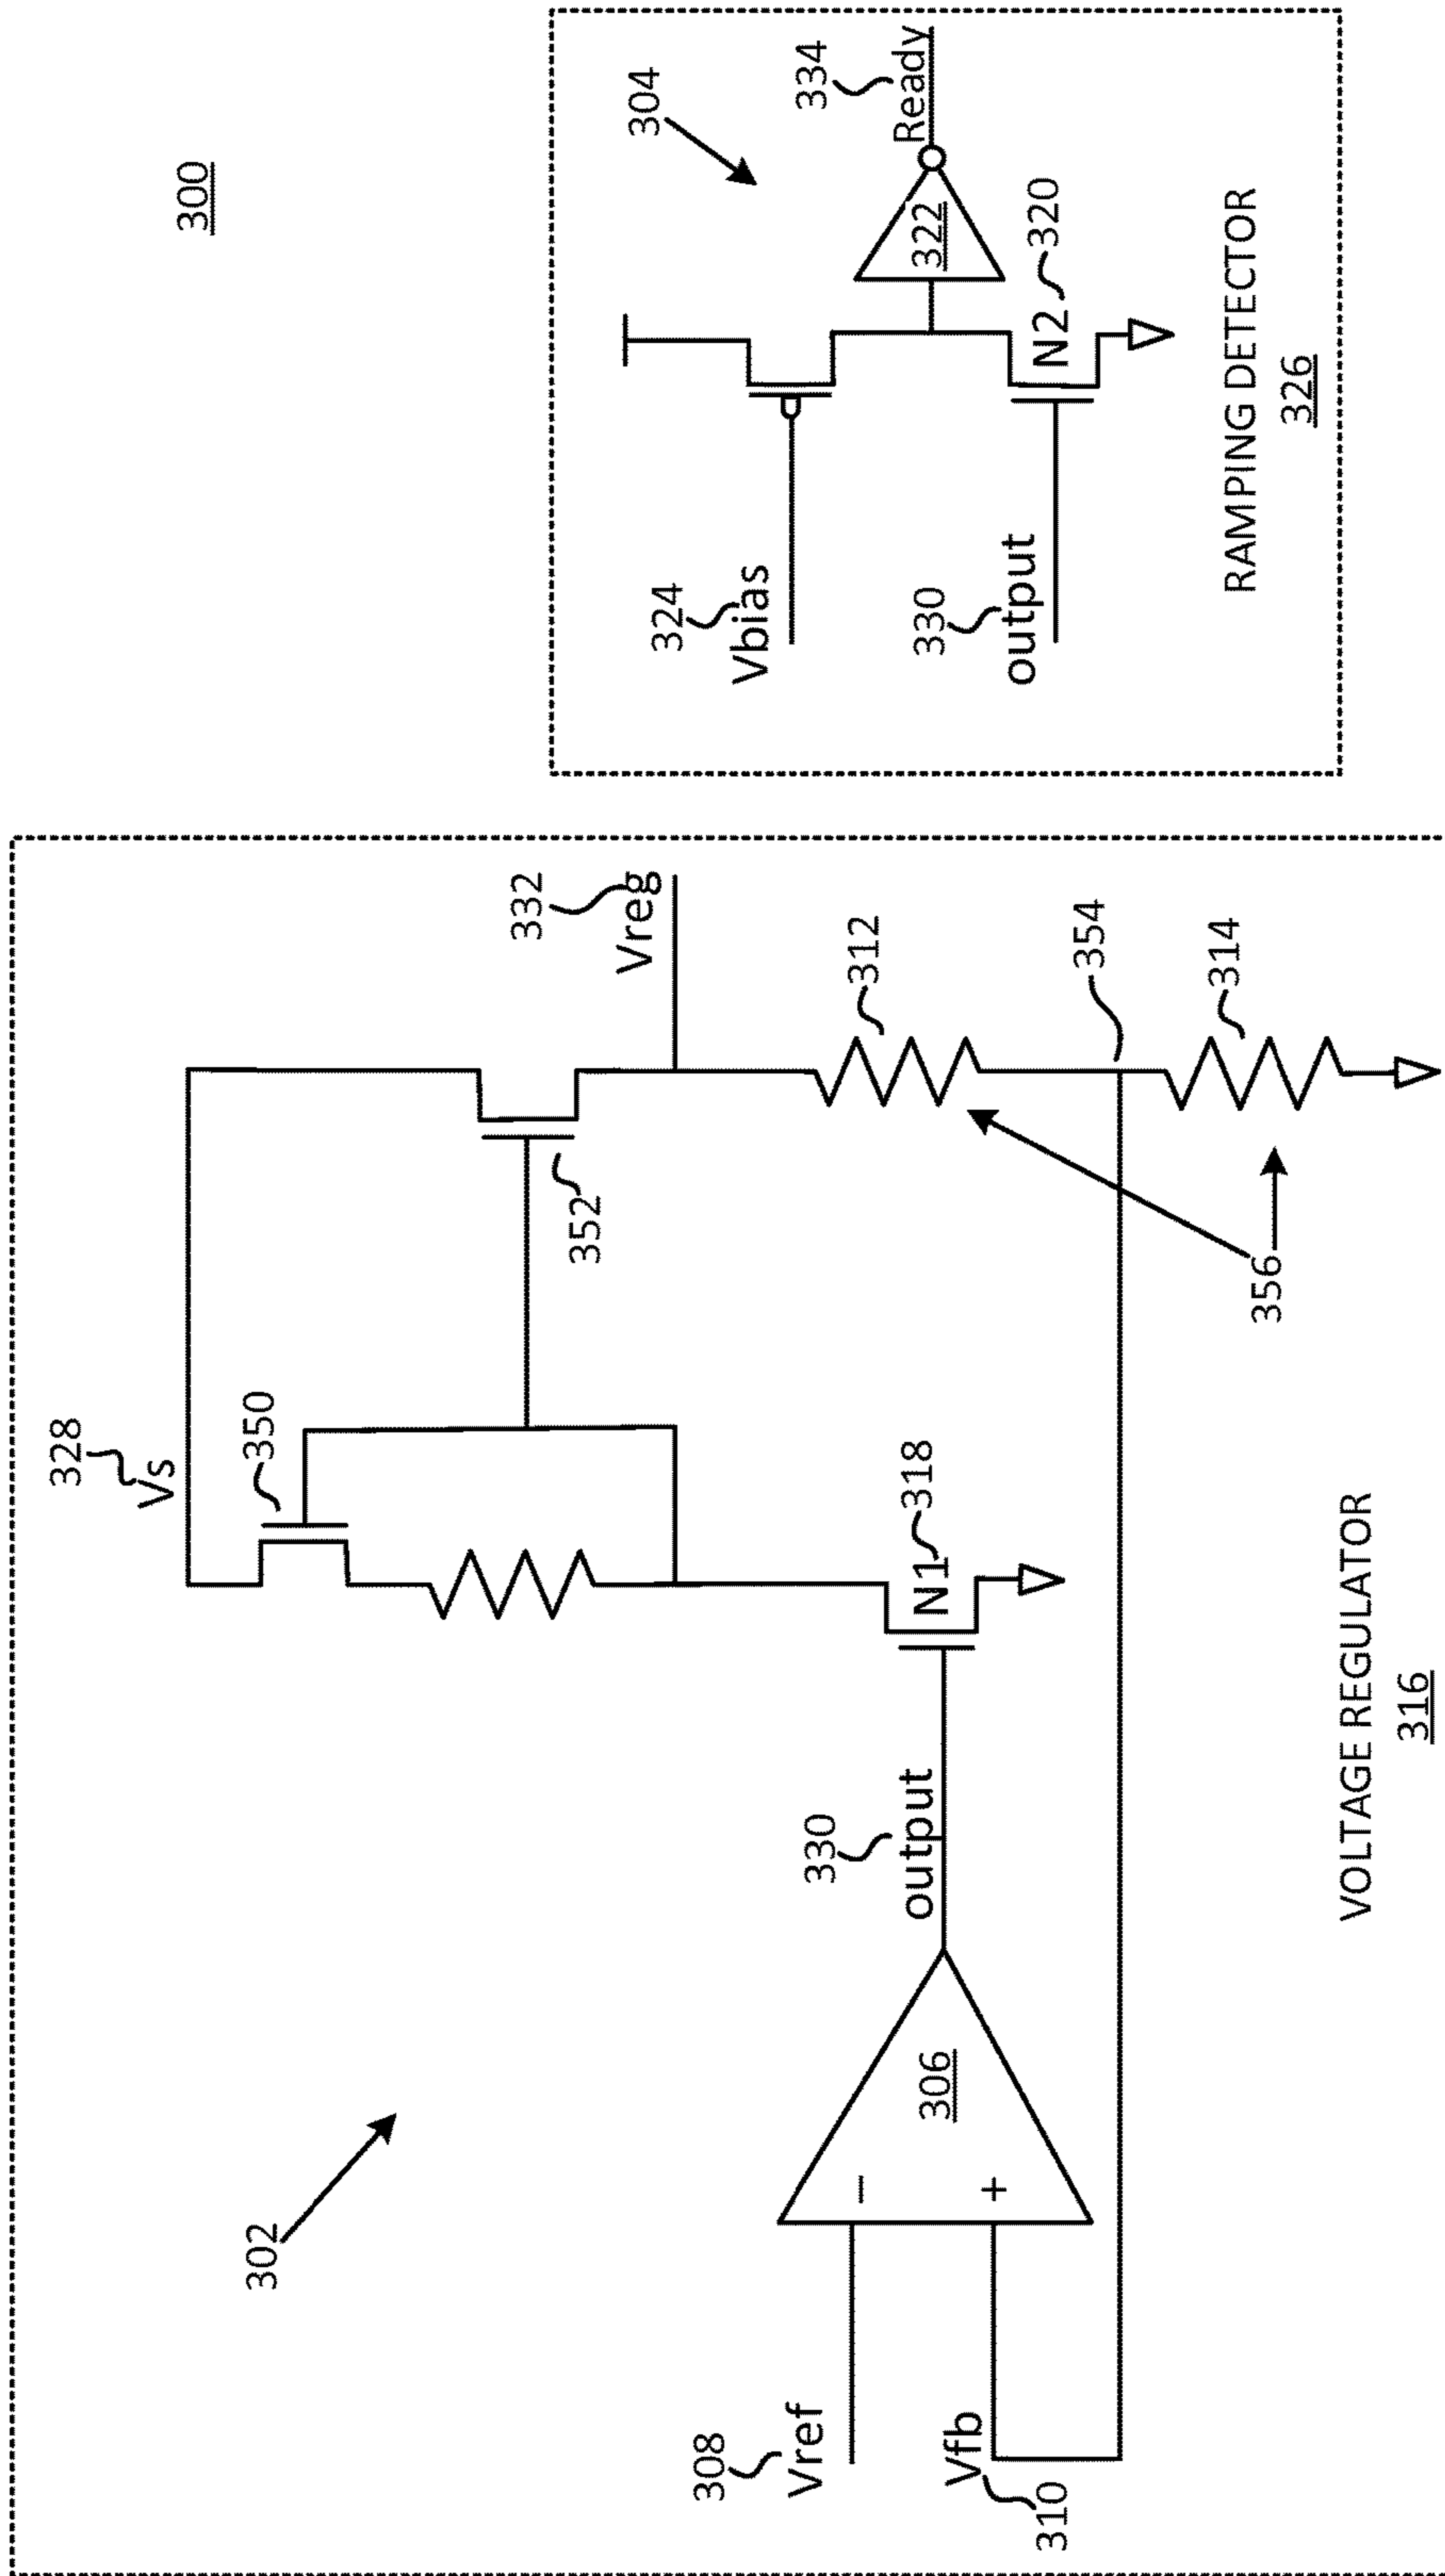 300
302
328
Vs
350
352
332
Vreg
312
354
314
356
N1
318
330
output
306
−
+
308
Vref
Vfb
310
VOLTAGE REGULATOR
316
304
324
Vbias
334
Ready
322
N2
320
330
output
RAMPING DETECTOR
326